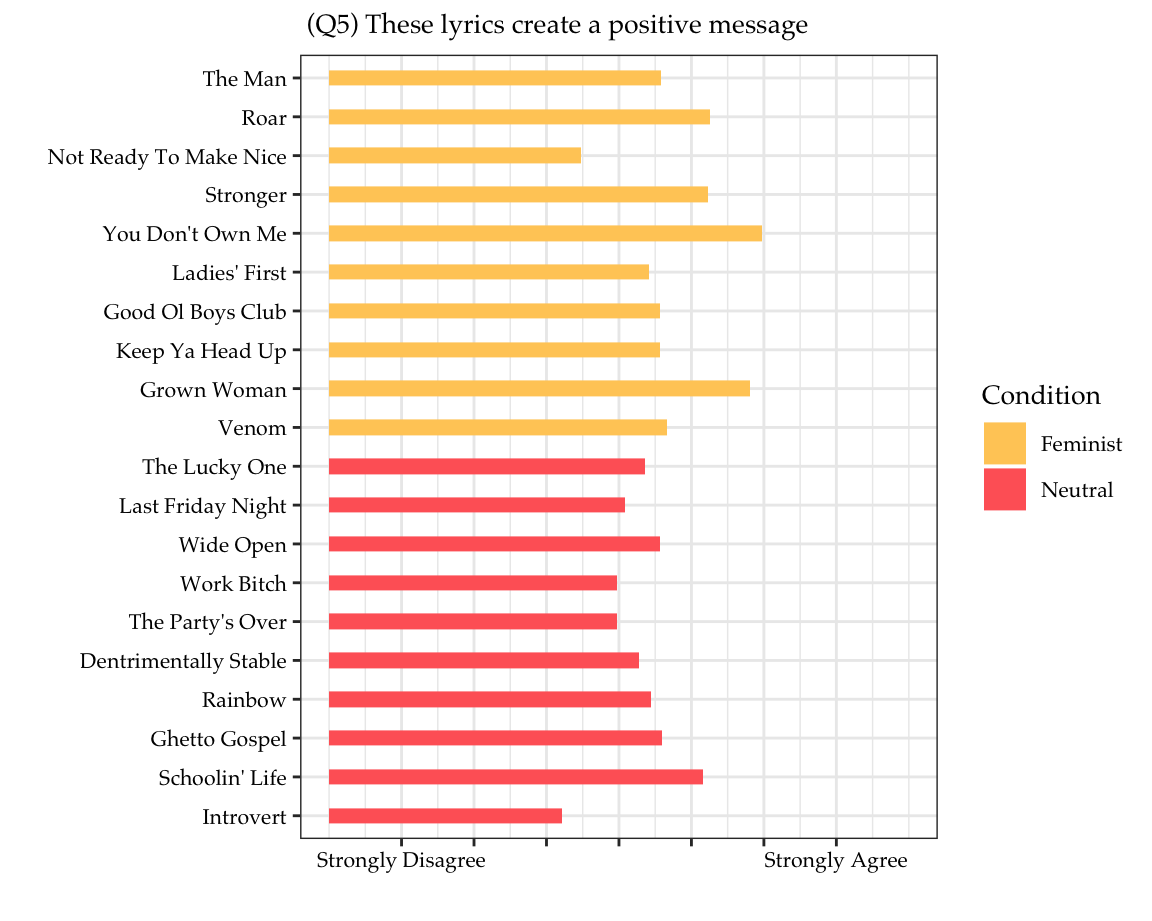 (Q5) These lyrics create a positive message
The Man
Roar
Not Ready To Make Nice
Stronger
You Don't Own Me
Ladies' First
Good Ol Boys Club
Keep Ya Head Up
Grown Woman
Venom
The Lucky One
Last Friday Night
Wide Open
Work Bitch
The Party's Over
Dentrimentally Stable
Rainbow
Ghetto Gospel
Schoolin' Life
Introvert
Strongly Disagree
Strongly Agree
Condition
Feminist
Neutral